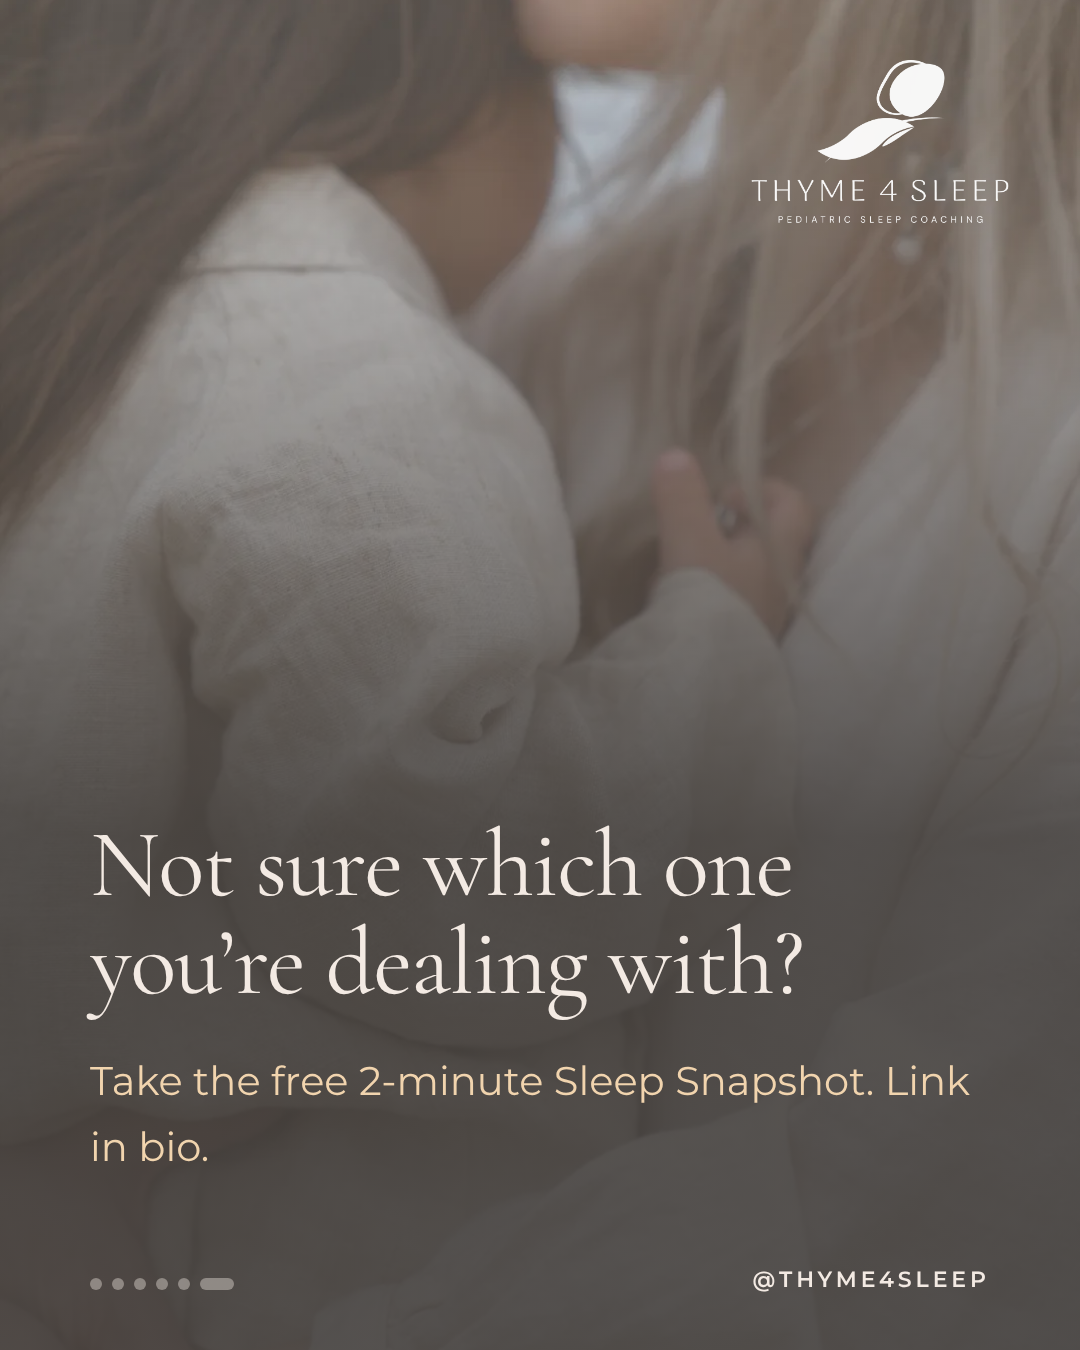 THYME 4 SLEEP
PEDIATRIC SLEEP COACHING
Not sure which one
you’re dealing with?
Take the free 2-minute Sleep Snapshot. Link
in bio.
@THYME4SLEEP